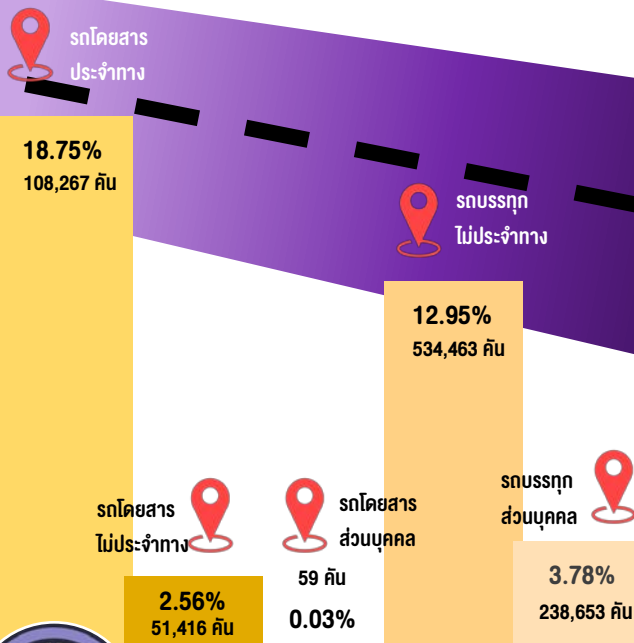 รถโดยสาร
ประจำทาง
18.75%
108,267 คัน
รถบรรทุก
ไม่ประจำทาง
12.95%
534,463 คัน
รถโดยสาร
ไม่ประจำทาง
2.56%
51,416 คัน
รถโดยสาร
ส่วนบุคคล
59 คัน
0.03%
รถบรรทุก
ส่วนบุคคล
3.78%
238,653 คัน